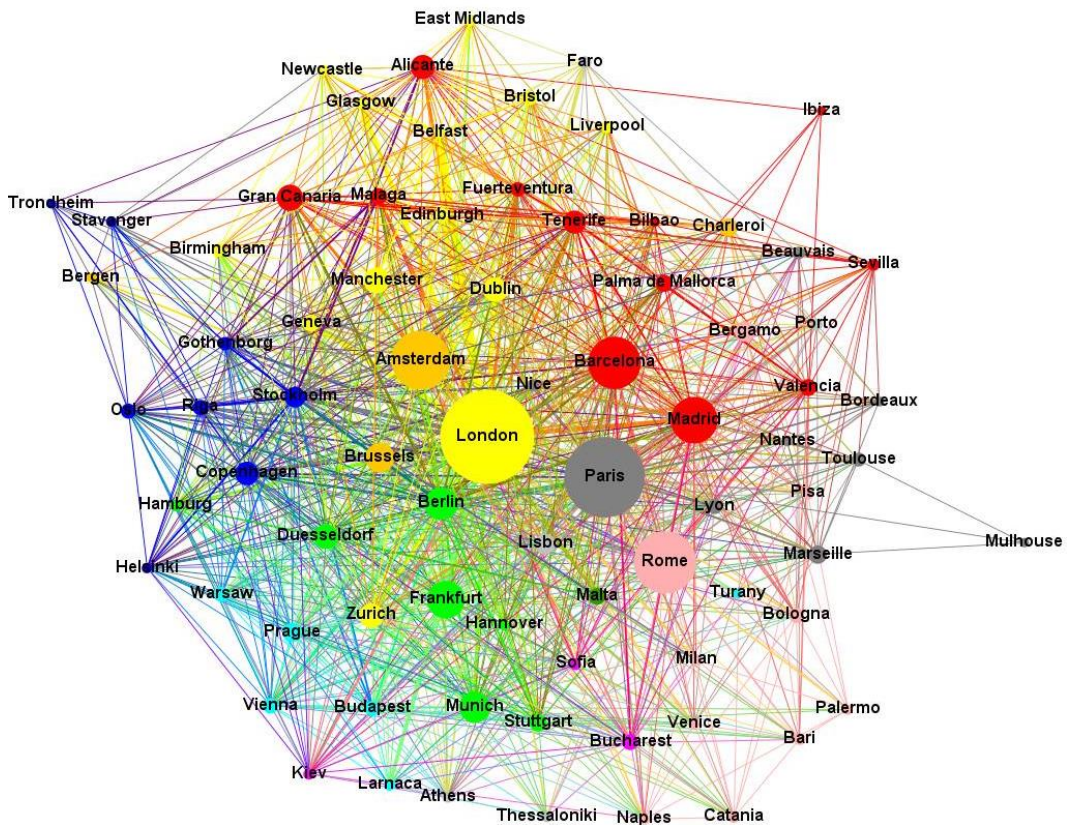 East Midlands
Faro
Alicante
Newcastle
Glasgow
Bristol
Ibiza
Belfast
Liverpool
Fuerteventura
Gran Canaria
Malaga
Trondheim
Stavenger
Edinburgh
Tenerife
Bilbao
Charleroi
Birmingham
Beauvais
Sevilla
Bergen
Manchester
Dublin
Palma de Mallorca
Geneva
Porto
Bergamo
Gothenborg
Amsterdam
Barcelona
Nice
Valencia
Stockholm
Bordeaux
Oslo
Riga
London
Madrid
Nantes
Brussels
Toulouse
Copenhagen
Paris
Pisa
Hamburg
Berlin
Lyon
Duesseldorf
Lisbon
Mulhouse
Marseille
Rome
Helsinki
Warsaw
Frankfurt
Malta
Turany
Zurich
Hannover
Bologna
Prague
Sofia
Milan
Vienna
Budapest
Munich
Stuttgart
Venice
Palermo
Bucharest
Bari
Kiev
Larnaca
Athens
Thessaloniki
Naples
Catania